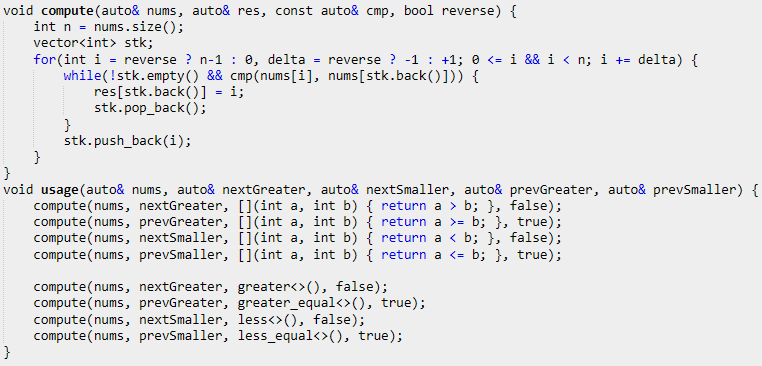 void compute(auto& nums, auto& res, const auto& cmp, bool reverse) {
    int n = nums.size();
    vector<int> stk;
    for(int i = reverse ? n-1 : 0, delta = reverse ? -1 : +1; 0 <= i && i < n; i += delta) {
        while(!stk.empty() && cmp(nums[i], nums[stk.back()])) {
            res[stk.back()] = i;
            stk.pop_back();
        }
        stk.push_back(i);
    }
}
void usage(auto& nums, auto& nextGreater, auto& nextSmaller, auto& prevGreater, auto& prevSmaller) {
    compute(nums, nextGreater, [](int a, int b) { return a > b; }, false);
    compute(nums, prevGreater, [](int a, int b) { return a >= b; }, true);
    compute(nums, nextSmaller, [](int a, int b) { return a < b; }, false);
    compute(nums, prevSmaller, [](int a, int b) { return a <= b; }, true);

    compute(nums, nextGreater, greater<>(), false);
    compute(nums, prevGreater, greater_equal<>(), true);
    compute(nums, nextSmaller, less<>(), false);
    compute(nums, prevSmaller, less_equal<>(), true);
}